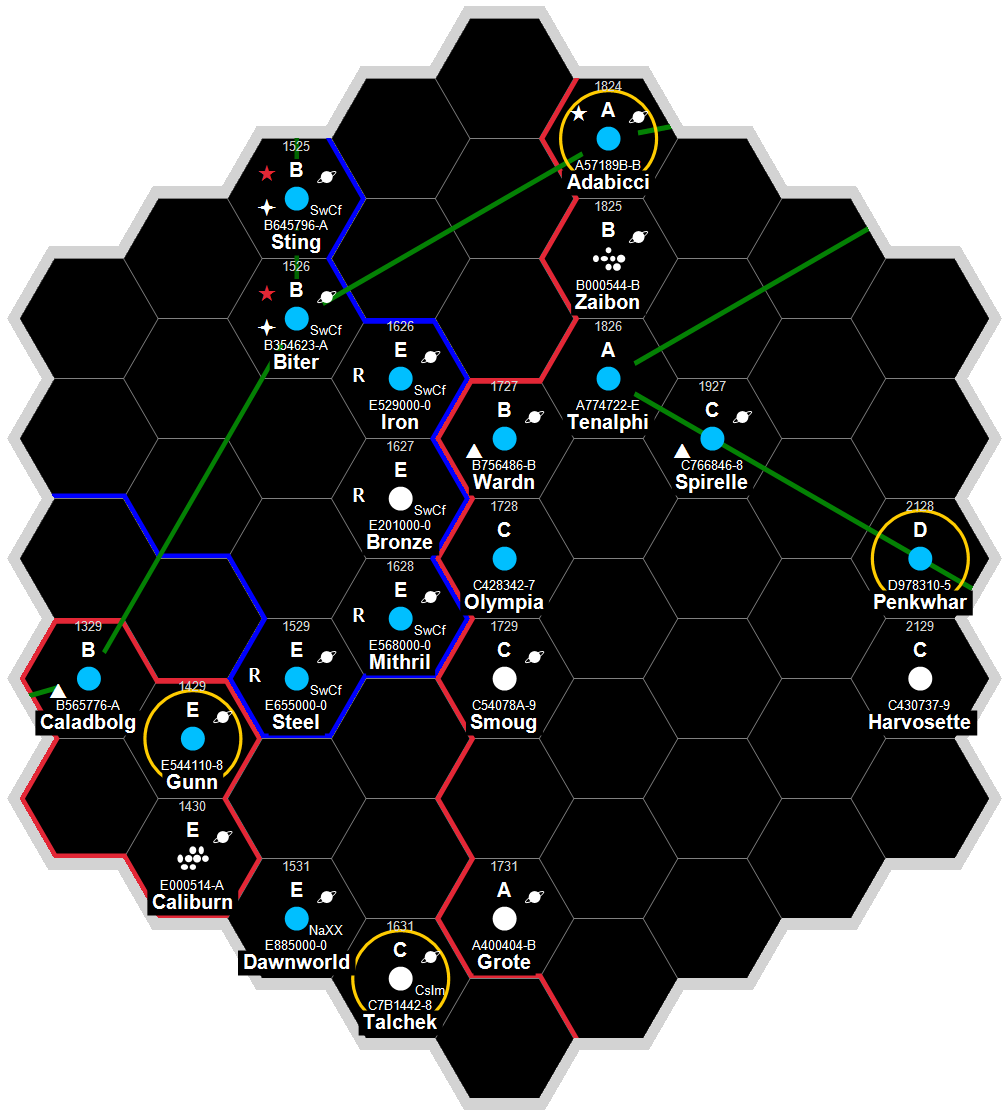 1824
A
A57189B-B
Adabicci
1525
B
SwCf
B645796-A
Sting
1825
B
B000544-B
Zaibon
1526
B
SwCf
B354623-A
Biter
1626
E
R
SwCf
E529000-0
Iron
1826
A
A774722-E
Tenalphi
1727
B
B756486-B
Wardn
1927
C
C766846-8
Spirelle
1627
E
R
SwCf
E201000-0
Bronze
1728
C
C428342-7
Olympia
2128
D
D978310-5
Penkwhar
1628
E
R
SwCf
E568000-0
Mithril
1329
B
B565776-A
Caladbolg
1529
E
R
SwCf
E655000-0
Steel
1729
C
C54078A-9
Smoug
2129
C
C430737-9
Harvosette
1429
E
E544110-8
Gunn
1430
E
E000514-A
Caliburn
1531
E
NaXX
E885000-0
Dawnworld
1731
A
A400404-B
Grote
1631
C
CsIm
C7B1442-8
Talchek